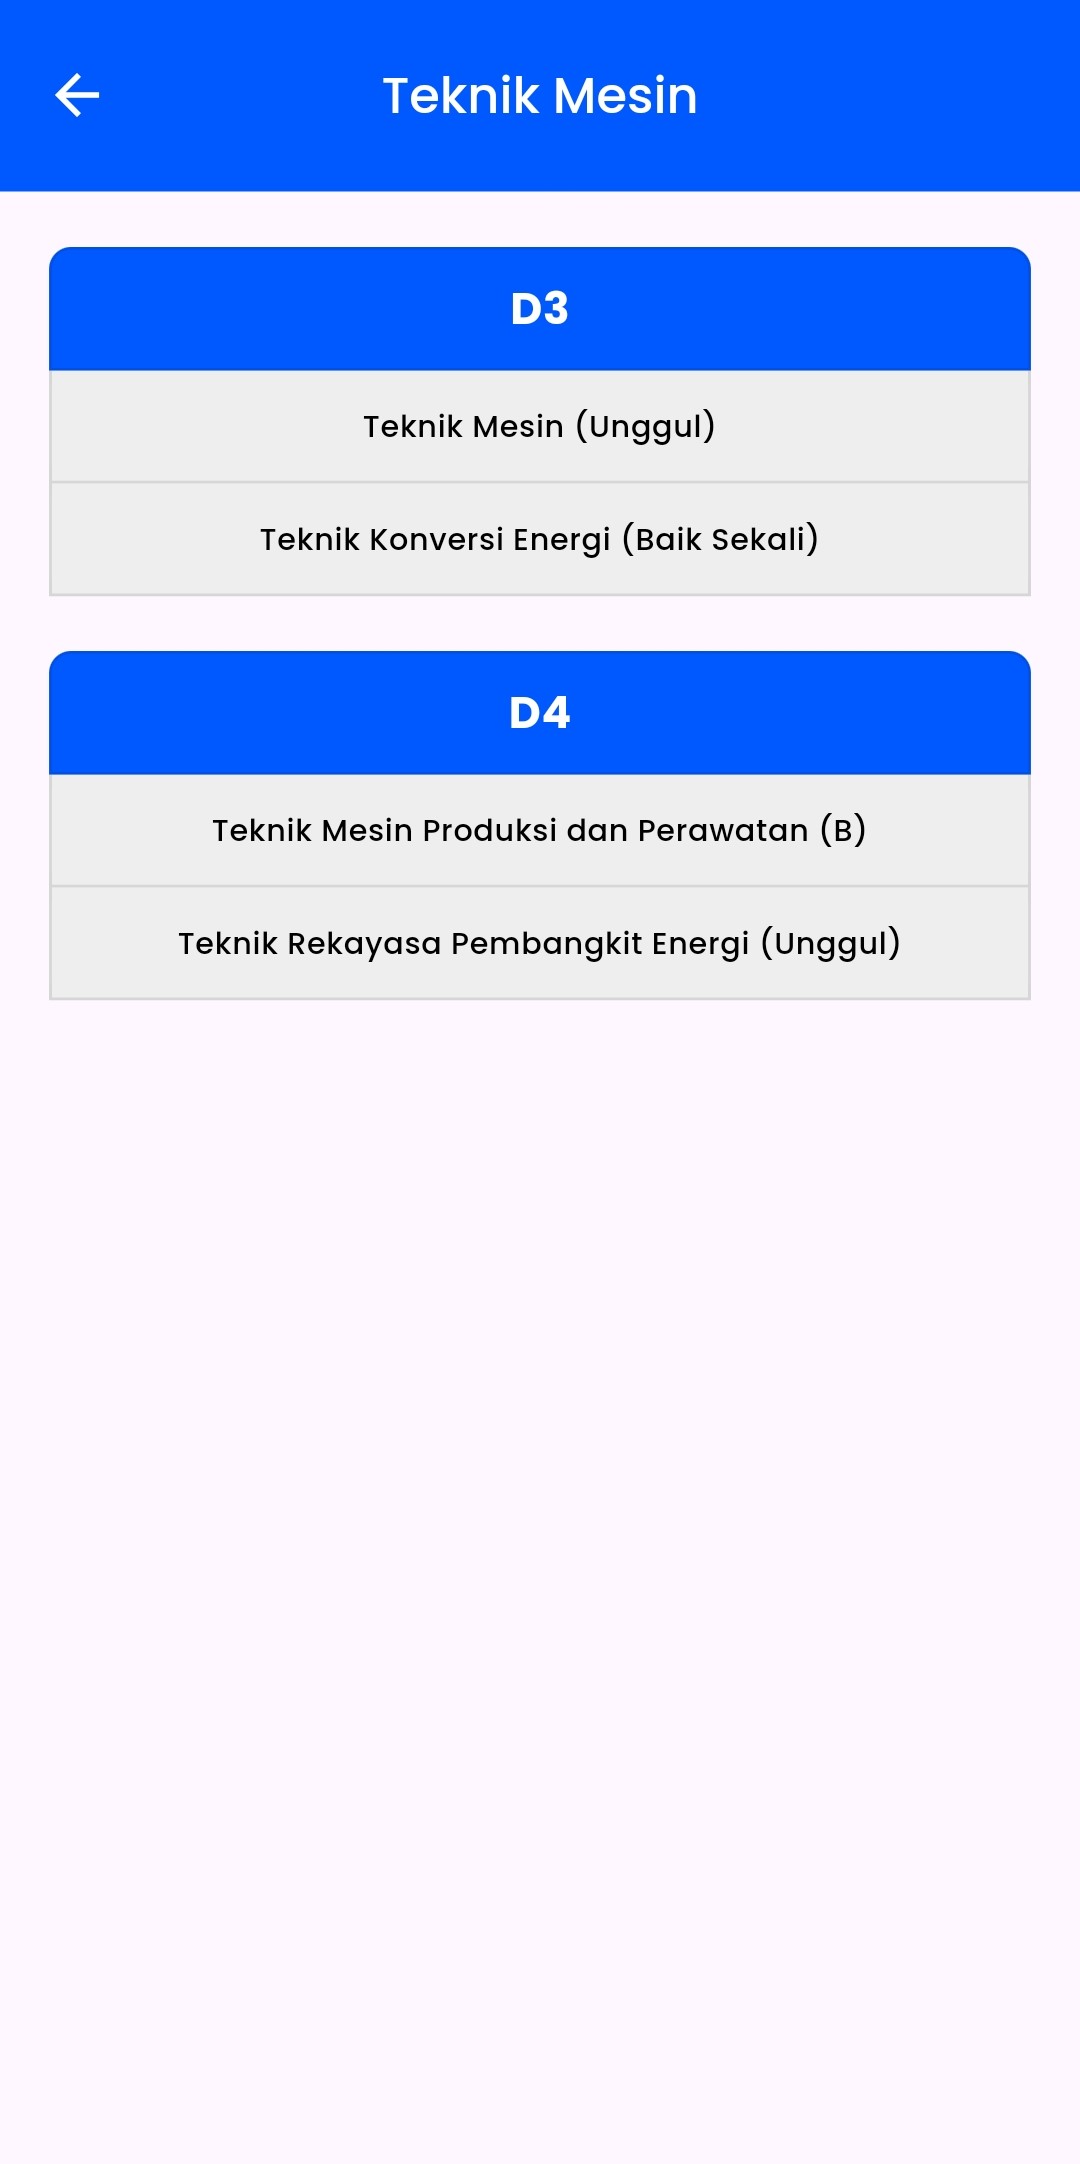 Teknik Mesin
D3
Teknik Mesin (Unggul)
Teknik Konversi Energi (Baik Sekali)
D4
Teknik Mesin Produksi dan Perawatan (B)
Teknik Rekayasa Pembangkit Energi (Unggul)